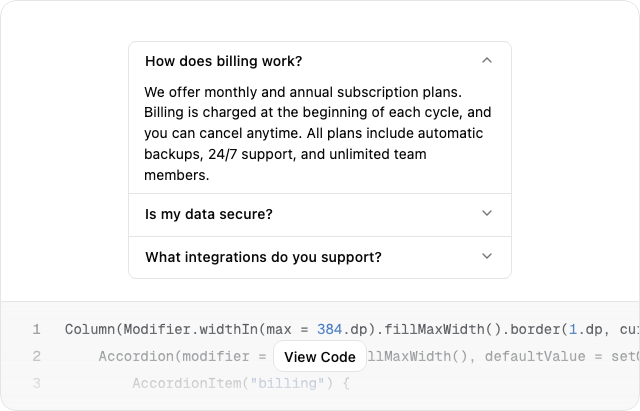 How does billing work?
We offer monthly and annual subscription plans.
Billing is charged at the beginning of each cycle, and
you can cancel anytime. All plans include automatic
backups, 24/7 support, and unlimited team
members.
Is my data secure?
What integrations do you support?
1 Column(Modifier.widthIn(max = 384.dp).fillMaxWidth().border(1.dp,
2 Accordion(modifier = llMaxWidth(), defaultValue =
View Code
3 AccordionItem("billing") {